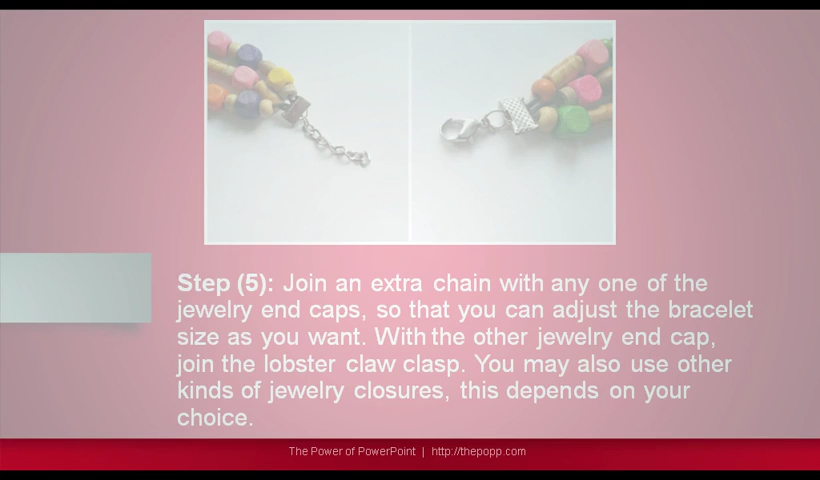 Step (5): Join an extra chain with any one of the
jewelry end caps, so that you can adjust the bracelet
size as you want. With the other jewelry end cap,
join the lobster claw clasp. You may also use other
kinds of jewelry closures, this depends on your
choice.
The Power of PowerPoint | http://thepopp.com